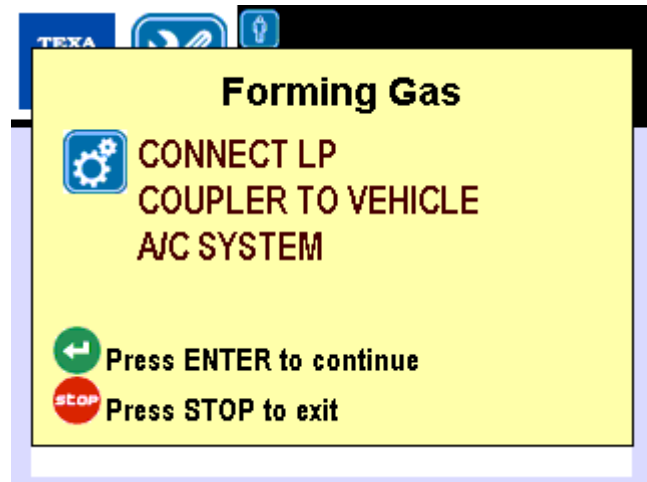 TEXA
Forming Gas
CONNECT LP
COUPLER TO VEHICLE
A/C SYSTEM
Press ENTER to continue
stop Press STOP to exit